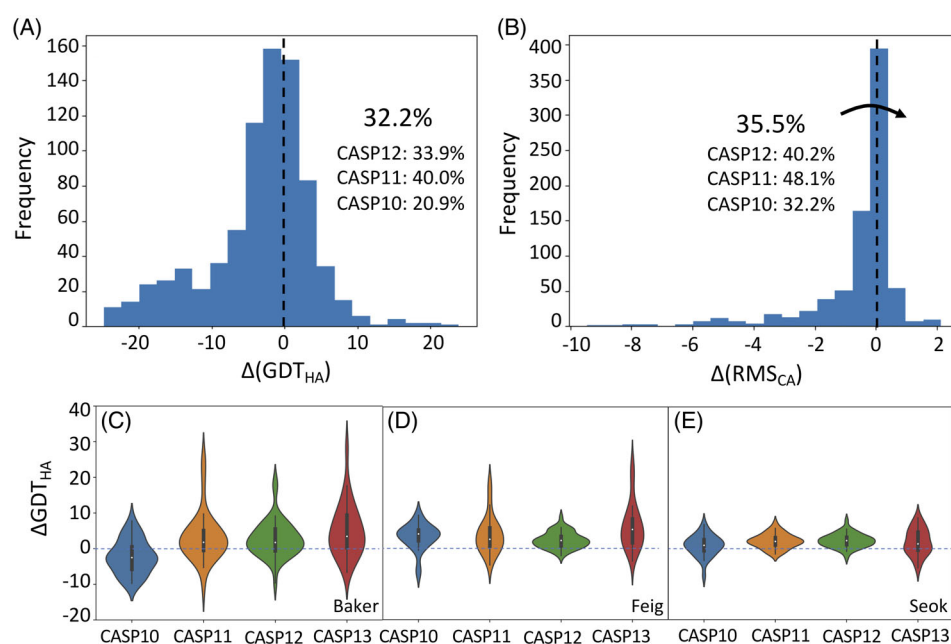 (A)
160
140
120
100
80
60
40
20
0
Frequency
32.2%
CASP12: 33.9%
CASP11: 40.0%
CASP10: 20.9%
-20
-10
0
10
20
Δ(GDT_HA)
(B)
400
350
300
250
200
150
100
50
0
Frequency
35.5%
CASP12: 40.2%
CASP11: 48.1%
CASP10: 32.2%
-10
-8
-6
-4
-2
0
2
Δ(RMS_CA)
40
30
20
10
0
-10
-20
ΔGDT_HA
(C)
Baker
CASP10 CASP11 CASP12 CASP13
(D)
Feig
CASP10 CASP11 CASP12 CASP13
(E)
Seok
CASP10 CASP11 CASP12 CASP13